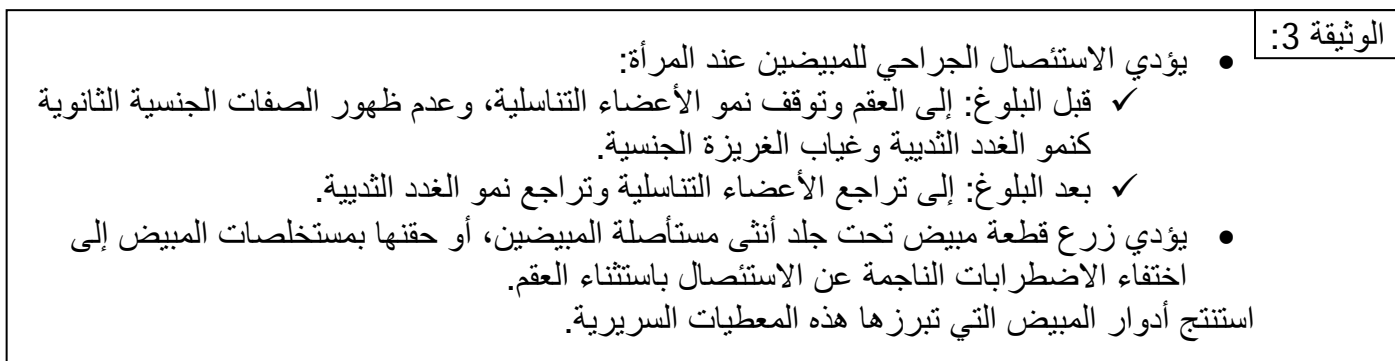 الوثيقة 3:
• يؤدي الاستئصال الجراحي للمبيضين عند المرأة:
✓ قبل البلوغ: إلى العقم وتوقف نمو الأعضاء التناسلية، وعدم ظهور الصفات الجنسية الثانوية
كنمو الغدد الثديية وغياب الغريزة الجنسية.
✓ بعد البلوغ: إلى تراجع الأعضاء التناسلية وتراجع نمو الغدد الثديية.
• يؤدي زرع قطعة مبيض تحت جلد أنثى مستأصلة المبيضين، أو حقنها بمستخلصات المبيض إلى
اختفاء الاضطرابات الناجمة عن الاستئصال باستثناء العقم.
استنتج أدوار المبيض التي تبرزها هذه المعطيات السريرية.